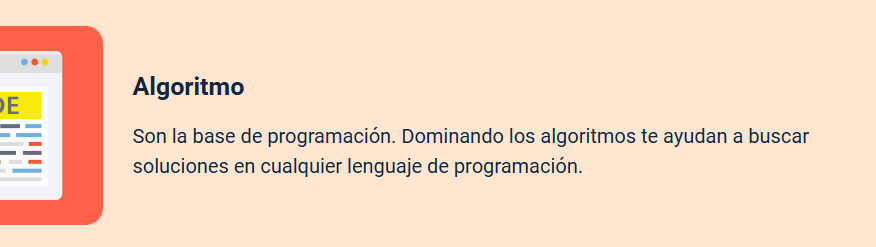 DE
Algoritmo
Son la base de programación. Dominando los algoritmos te ayudan a buscar
soluciones en cualquier lenguaje de programación.